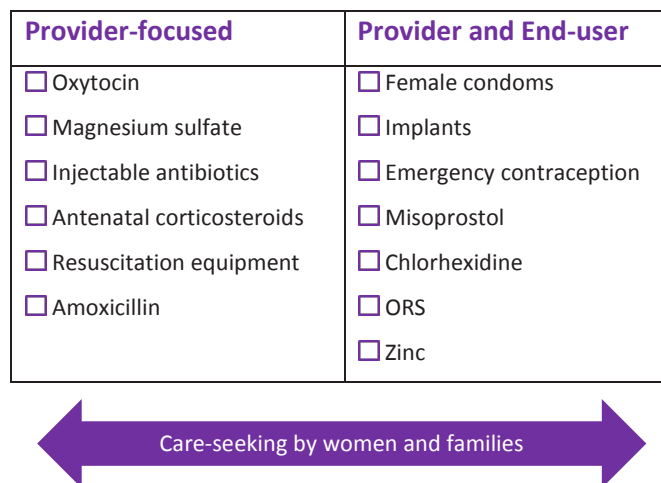 Provider-focused
Oxytocin
Magnesium sulfate
Injectable antibiotics
Antenatal corticosteroids
Resuscitation equipment
Amoxicillin
Provider and End-user
Female condoms
Implants
Emergency contraception
Misoprostol
Chlorhexidine
ORS
Zinc
Care-seeking by women and families